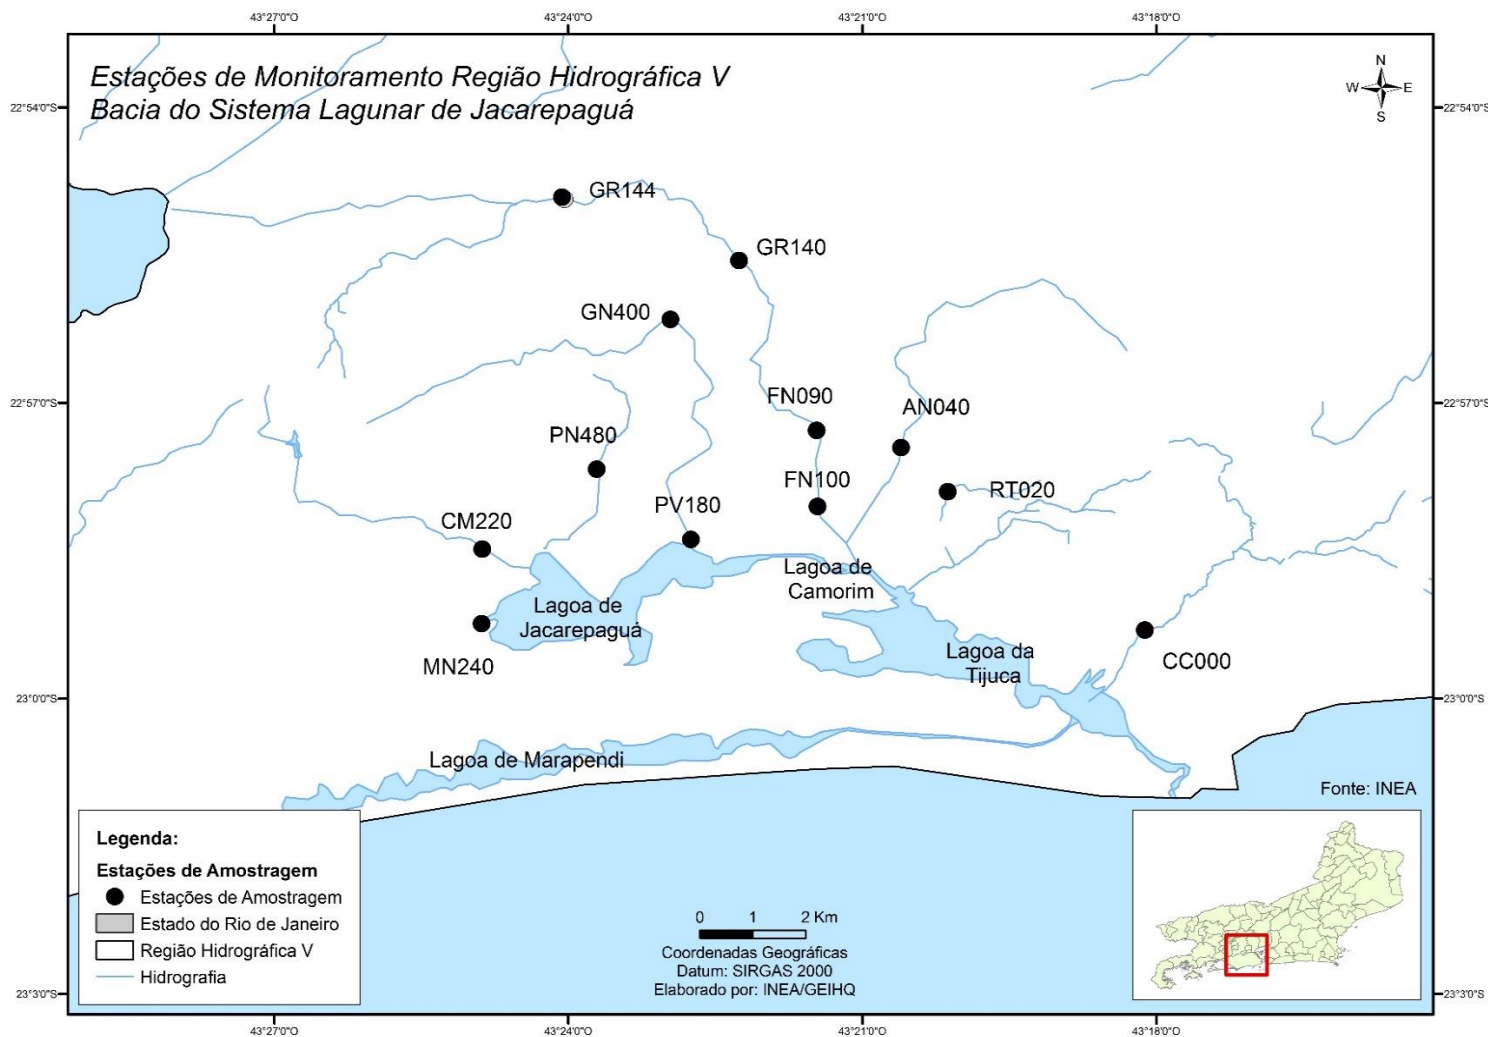 43°27'0"O
43°24'0"O
43°21'0"O
43°18'0"O
Estações de Monitoramento Região Hidrográfica V
Bacia do Sistema Lagunar de Jacarepaguá
N
W
E
S
22°54'0"S
22°54'0"S
GR144
GR140
GN400
22°57'0"S
22°57'0"S
FN090
AN040
PN480
FN100
RT020
PV180
CM220
Lagoa de
Camorim
Lagoa de
Jacarepaguá
MN240
Lagoa da
Tijuca
CC000
23°0'0"S
23°0'0"S
Lagoa de Marapendi
Fonte: INEA
Legenda:
Estações de Amostragem
Estações de Amostragem
Estado do Rio de Janeiro
Região Hidrográfica V
Hidrografia
0 1 2 Km
Coordenadas Geográficas
Datum: SIRGAS 2000
Elaborado por: INEA/GEIHQ
23°3'0"S
23°3'0"S
43°27'0"O
43°24'0"O
43°21'0"O
43°18'0"O